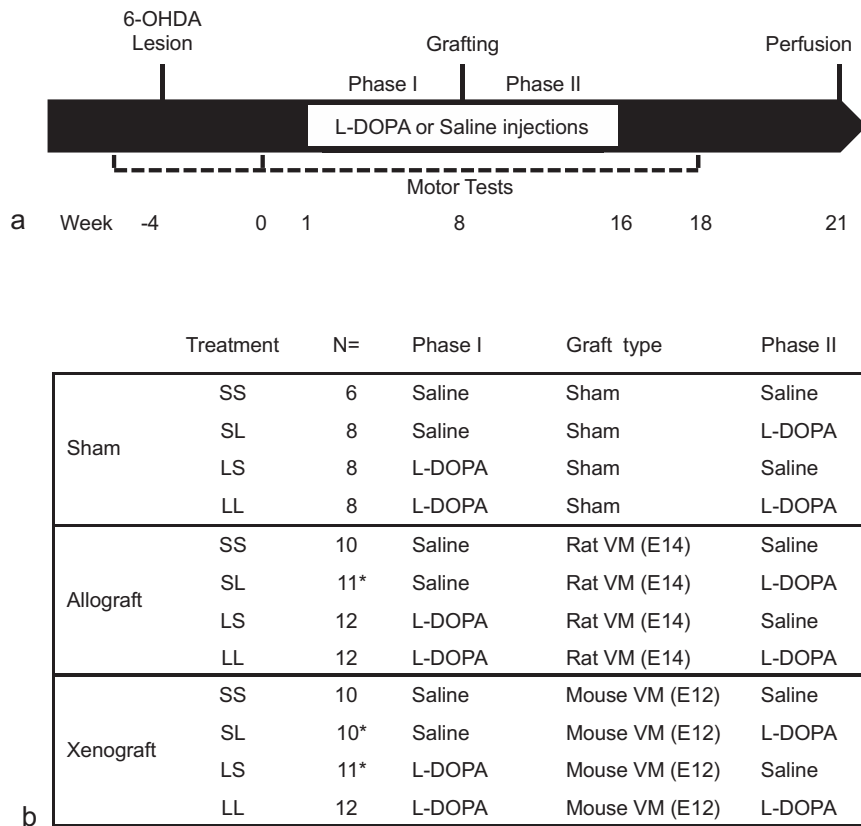 6-OHDA
Lesion
Grafting
Perfusion
Phase I
Phase II
L-DOPA or Saline injections
Motor Tests
a Week -4 0 1 8 16 18 21
Treatment N= Phase I Graft type Phase II
Sham
SS 6 Saline Sham Saline
SL 8 Saline Sham L-DOPA
LS 8 L-DOPA Sham Saline
LL 8 L-DOPA Sham L-DOPA
Allograft
SS 10 Saline Rat VM (E14) Saline
SL 11* Saline Rat VM (E14) L-DOPA
LS 12 L-DOPA Rat VM (E14) Saline
LL 12 L-DOPA Rat VM (E14) L-DOPA
Xenograft
SS 10 Saline Mouse VM (E12) Saline
SL 10* Saline Mouse VM (E12) L-DOPA
LS 11* L-DOPA Mouse VM (E12) Saline
LL 12 L-DOPA Mouse VM (E12) L-DOPA
b